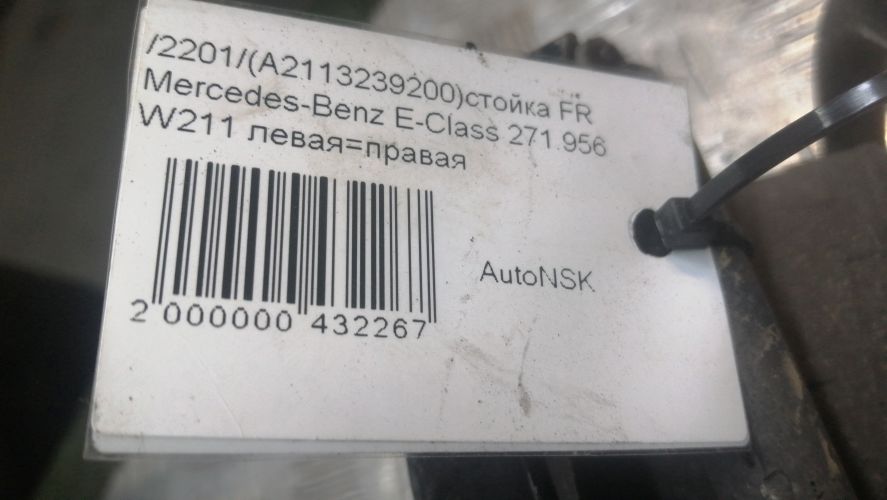 /2201/(A2113239200)стойка FR
Mercedes-Benz E-Class 271.956
W211 левая=правая
AutoNSK
2 000000 432267